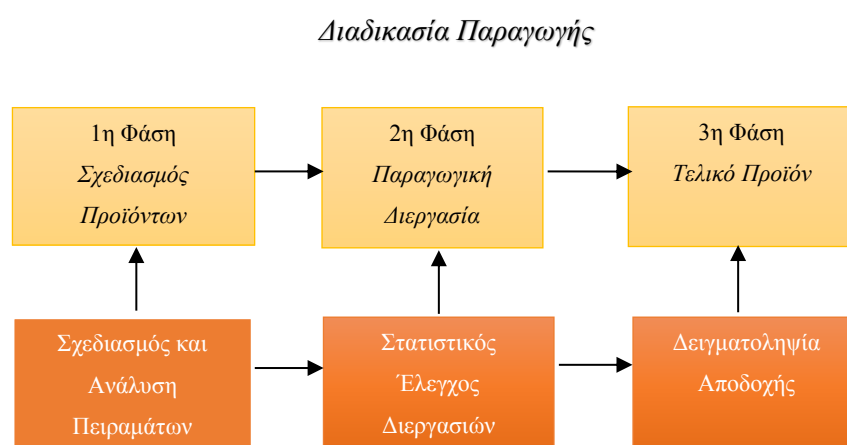 Διαδικασία Παραγωγής
1η Φάση
Σχεδιασμός
Προϊόντων
2η Φάση
Παραγωγική
Διεργασία
3η Φάση
Τελικό Προϊόν
Σχεδιασμός και
Ανάλυση
Πειραμάτων
Στατιστικός
Έλεγχος
Διεργασιών
Δειγματοληψία
Αποδοχής